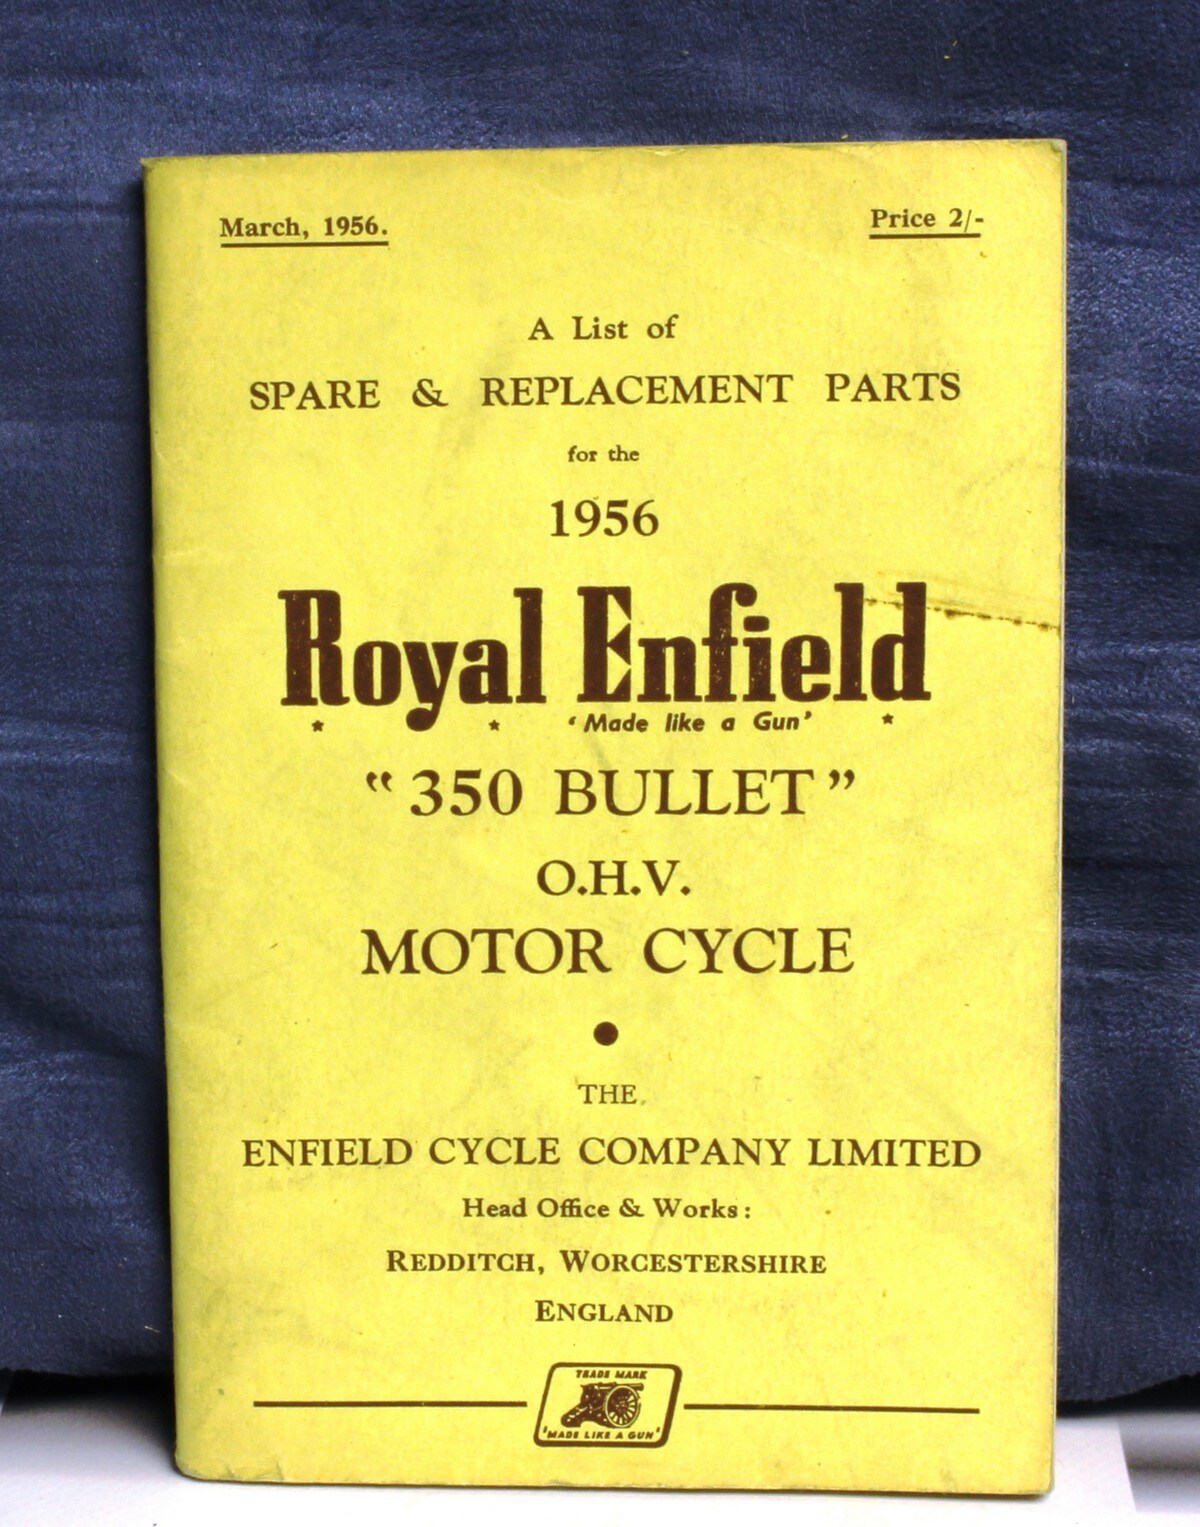 March, 1956. Price 2/-
A List of
SPARE & REPLACEMENT PARTS
for the
1956
Royal Enfield
'Made like a Gun'
"350 BULLET"
O.H.V.
MOTOR CYCLE
THE
ENFIELD CYCLE COMPANY LIMITED
Head Office & Works:
REDDITCH, WORCESTERSHIRE
ENGLAND
TRADE MARK
'MADE LIKE A GUN'